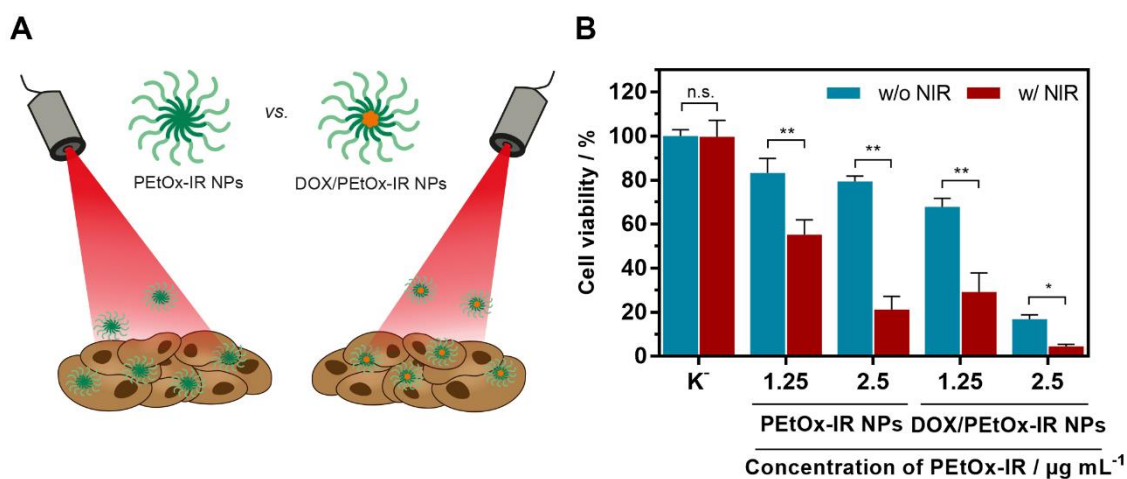 A
vs.
PEtOx-IR NPs
DOX/PEtOx-IR NPs
B
w/o NIR
w/ NIR
Cell viability / %
120
100
80
60
40
20
0
n.s.
**
**
**
*
K⁻
1.25
2.5
1.25
2.5
PEtOx-IR NPs
DOX/PEtOx-IR NPs
Concentration of PEtOx-IR / µg mL⁻¹